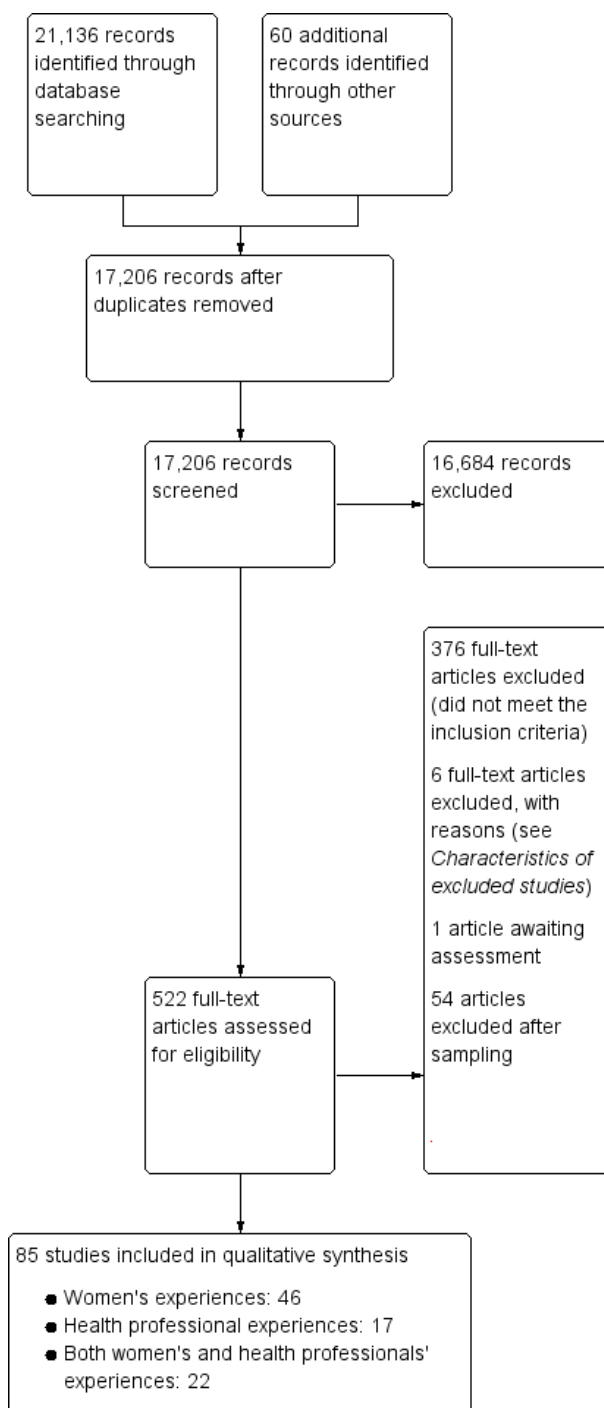 21,136 records
identified through
database
searching
60 additional
records identified
through other
sources
17,206 records after
duplicates removed
17,206 records
screened
16,684 records
excluded
376 full-text
articles excluded
(did not meet the
inclusion criteria)
6 full-text articles
excluded, with
reasons (see
Characteristics of
excluded studies)
1 article awaiting
assessment
54 articles
excluded after
sampling
.
522 full-text
articles assessed
for eligibility
85 studies included in qualitative synthesis
● Women's experiences: 46
● Health professional experiences: 17
● Both women's and health professionals'
experiences: 22